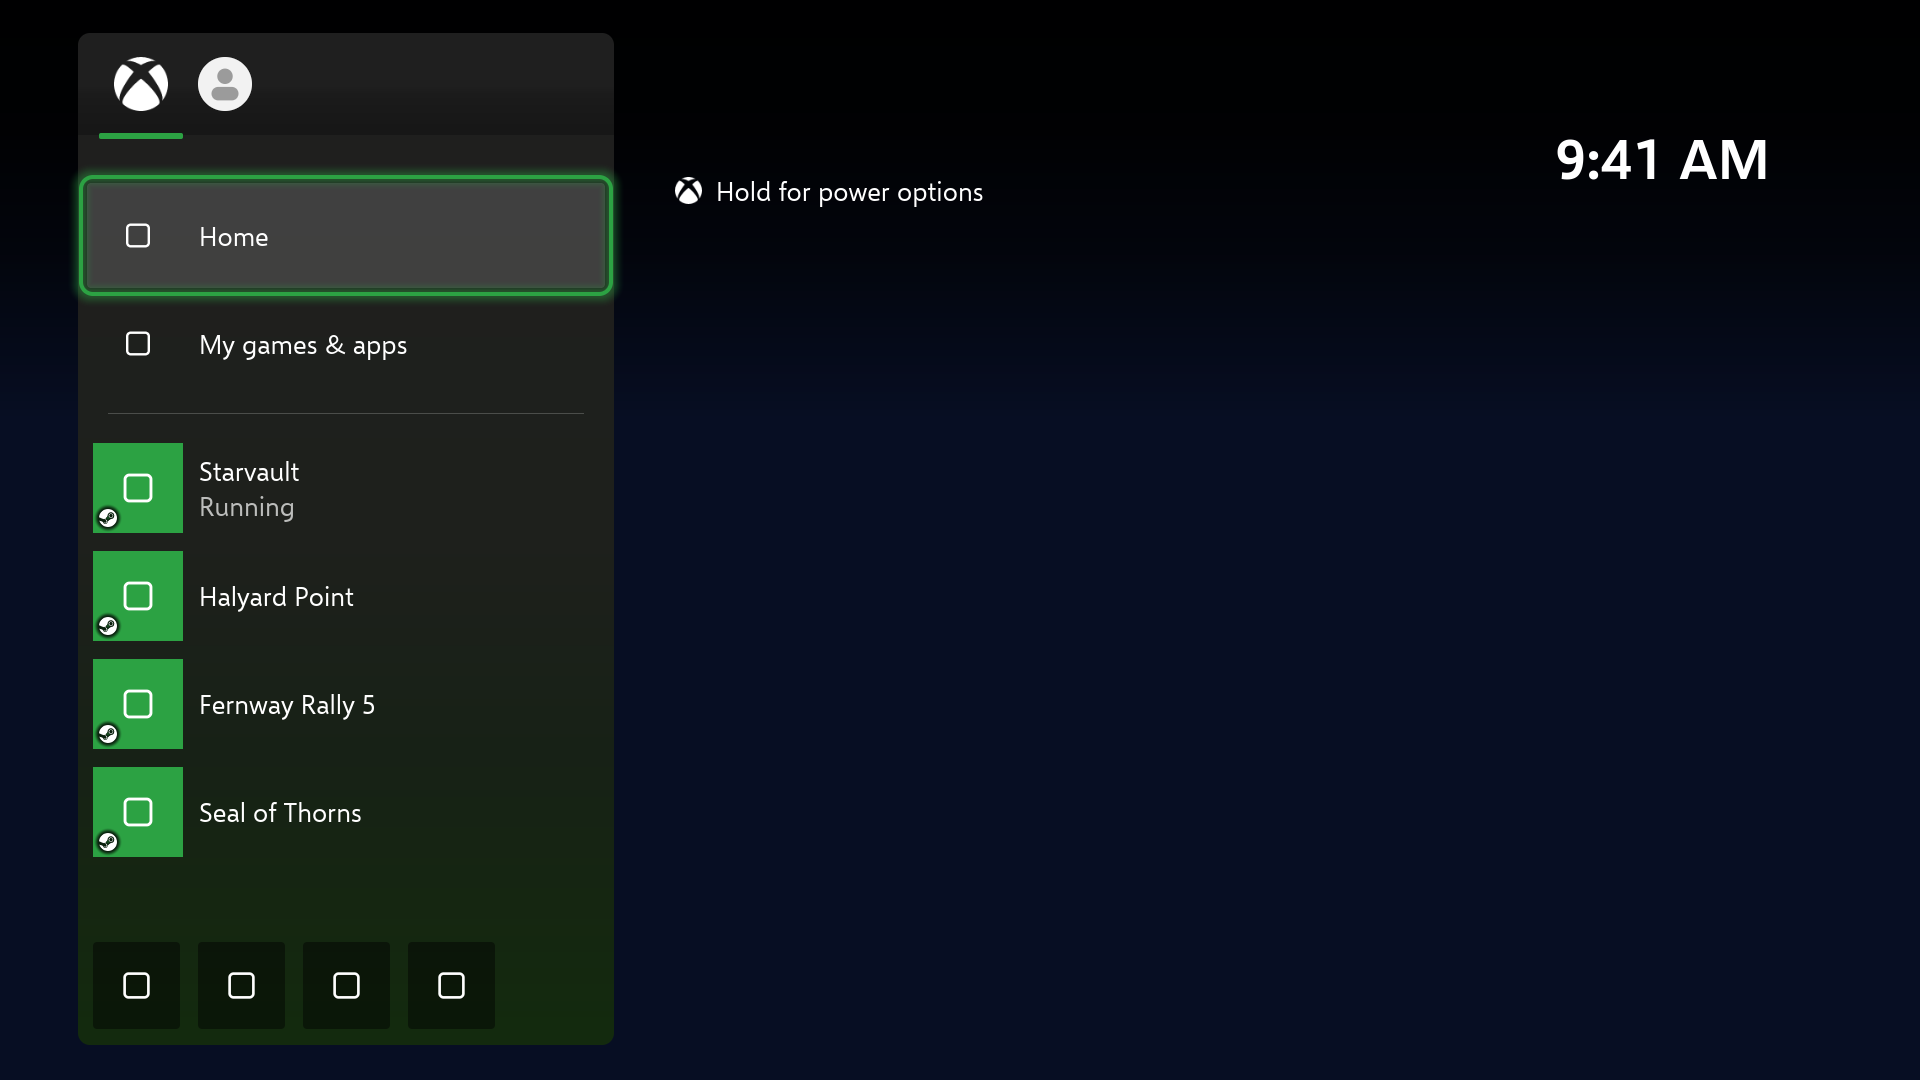 9:41 AM
Hold for power options
Home
My games & apps
Starvault
Running
Halyard Point
Fernway Rally 5
Seal of Thorns